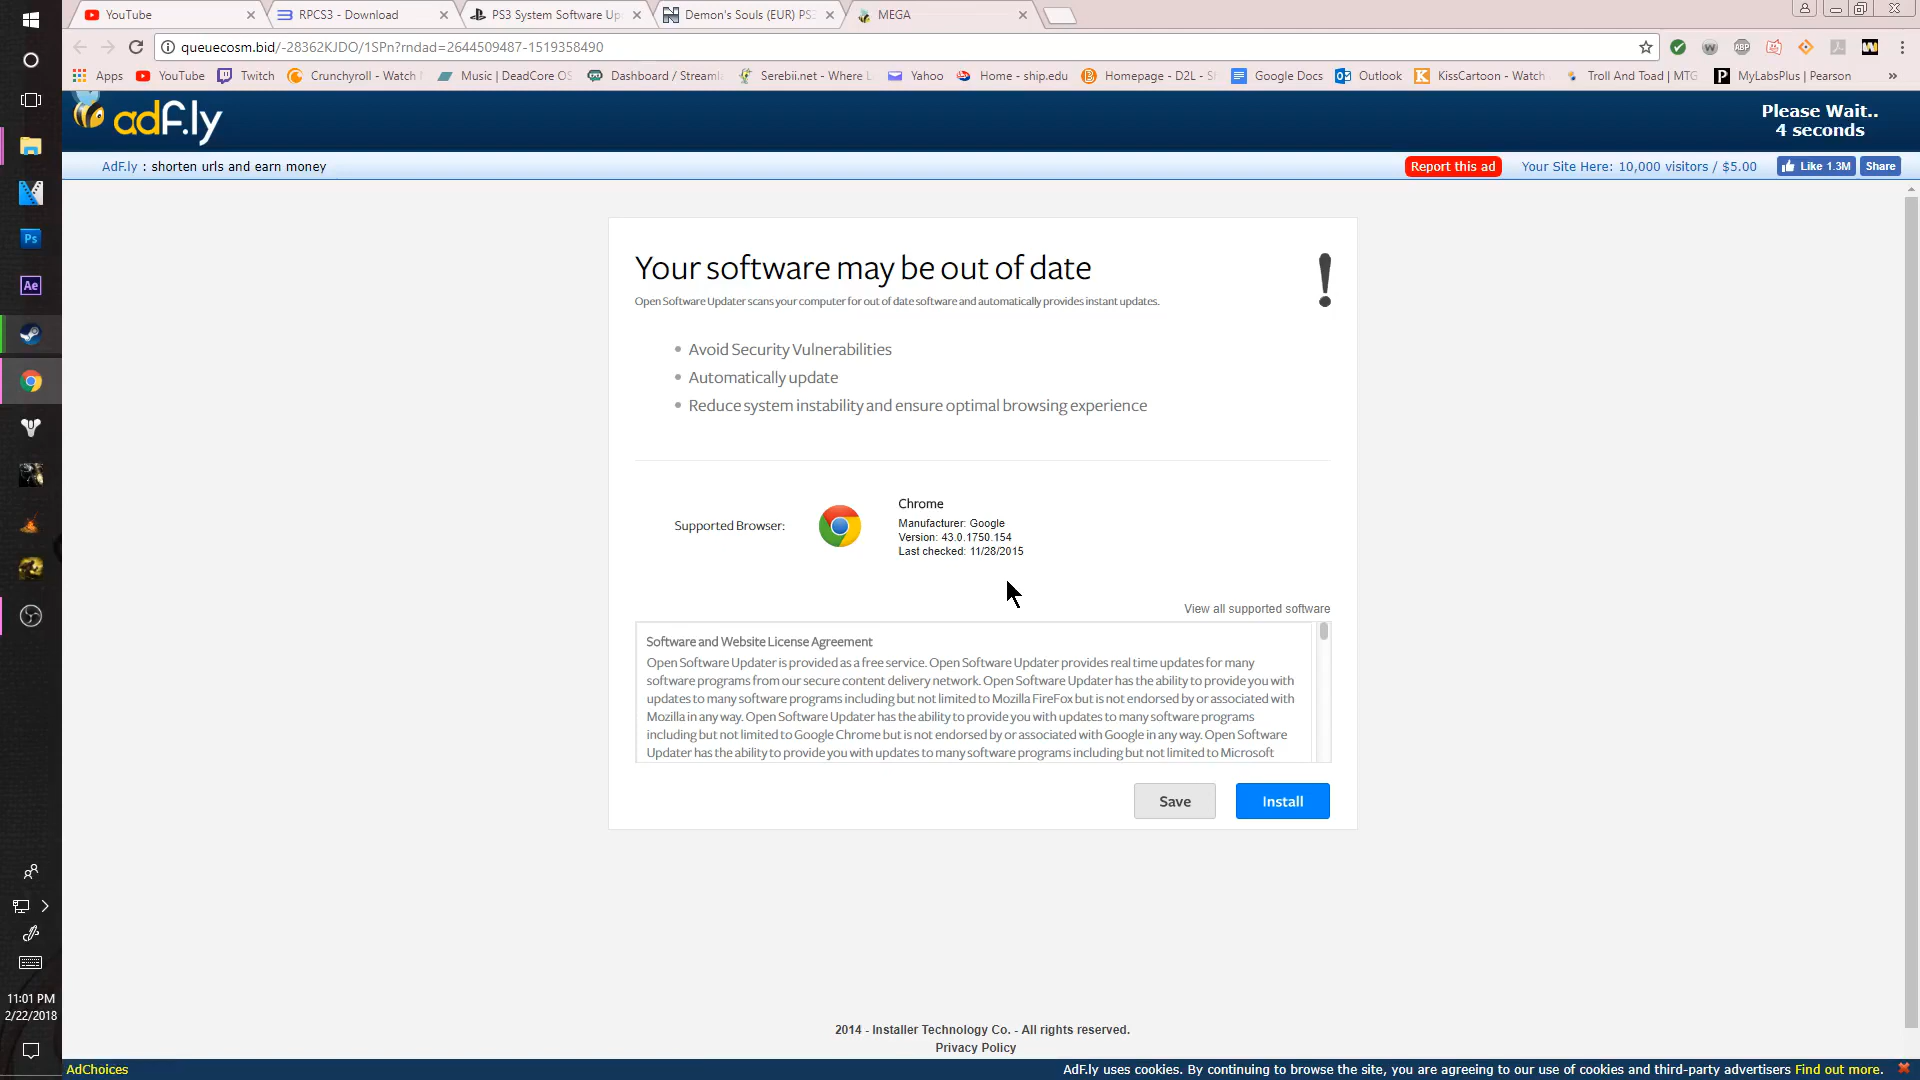 YouTube
RPCS3 - Download
PS3 System Software Up
Demon's Souls (EUR) PS3
MEGA
queuecosm.bid/-28362KJDO/1SPn?rndad=2644509487-1519358490
Apps
YouTube
Twitch
Crunchyroll - Watch
Music | DeadCore OS
Dashboard / Streamla
Serebii.net - Where L
Yahoo
Home - ship.edu
Homepage - D2L - S
Google Docs
Outlook
KissCartoon - Watch
Troll And Toad | MTG
MyLabsPlus | Pearson
»
adf.ly
Please Wait..
4 seconds
AdF.ly : shorten urls and earn money
Report this ad
Your Site Here: 10,000 visitors / $5.00
Like 1.3M
Share
Your software may be out of date
!
Open Software Updater scans your computer for out of date software and automatically provides instant updates.
• Avoid Security Vulnerabilities
• Automatically update
• Reduce system instability and ensure optimal browsing experience
Supported Browser:
Chrome
Manufacturer: Google
Version: 43.0.1750.154
Last checked: 11/28/2015
View all supported software
Software and Website License Agreement
Open Software Updater is provided as a free service. Open Software Updater provides real time updates for many
software programs from our secure content delivery network. Open Software Updater has the ability to provide you with
updates to many software programs including but not limited to Mozilla FireFox but is not endorsed by or associated with
Mozilla in any way. Open Software Updater has the ability to provide you with updates to many software programs
including but not limited to Google Chrome but is not endorsed by or associated with Google in any way. Open Software
Updater has the ability to provide you with updates to many software programs including but not limited to Microsoft
Save
Install
2014 - Installer Technology Co. - All rights reserved.
Privacy Policy
AdChoices
AdF.ly uses cookies. By continuing to browse the site, you are agreeing to our use of cookies and third-party advertisers Find out more.
Ps
Ae
11:01 PM
2/22/2018
ABP